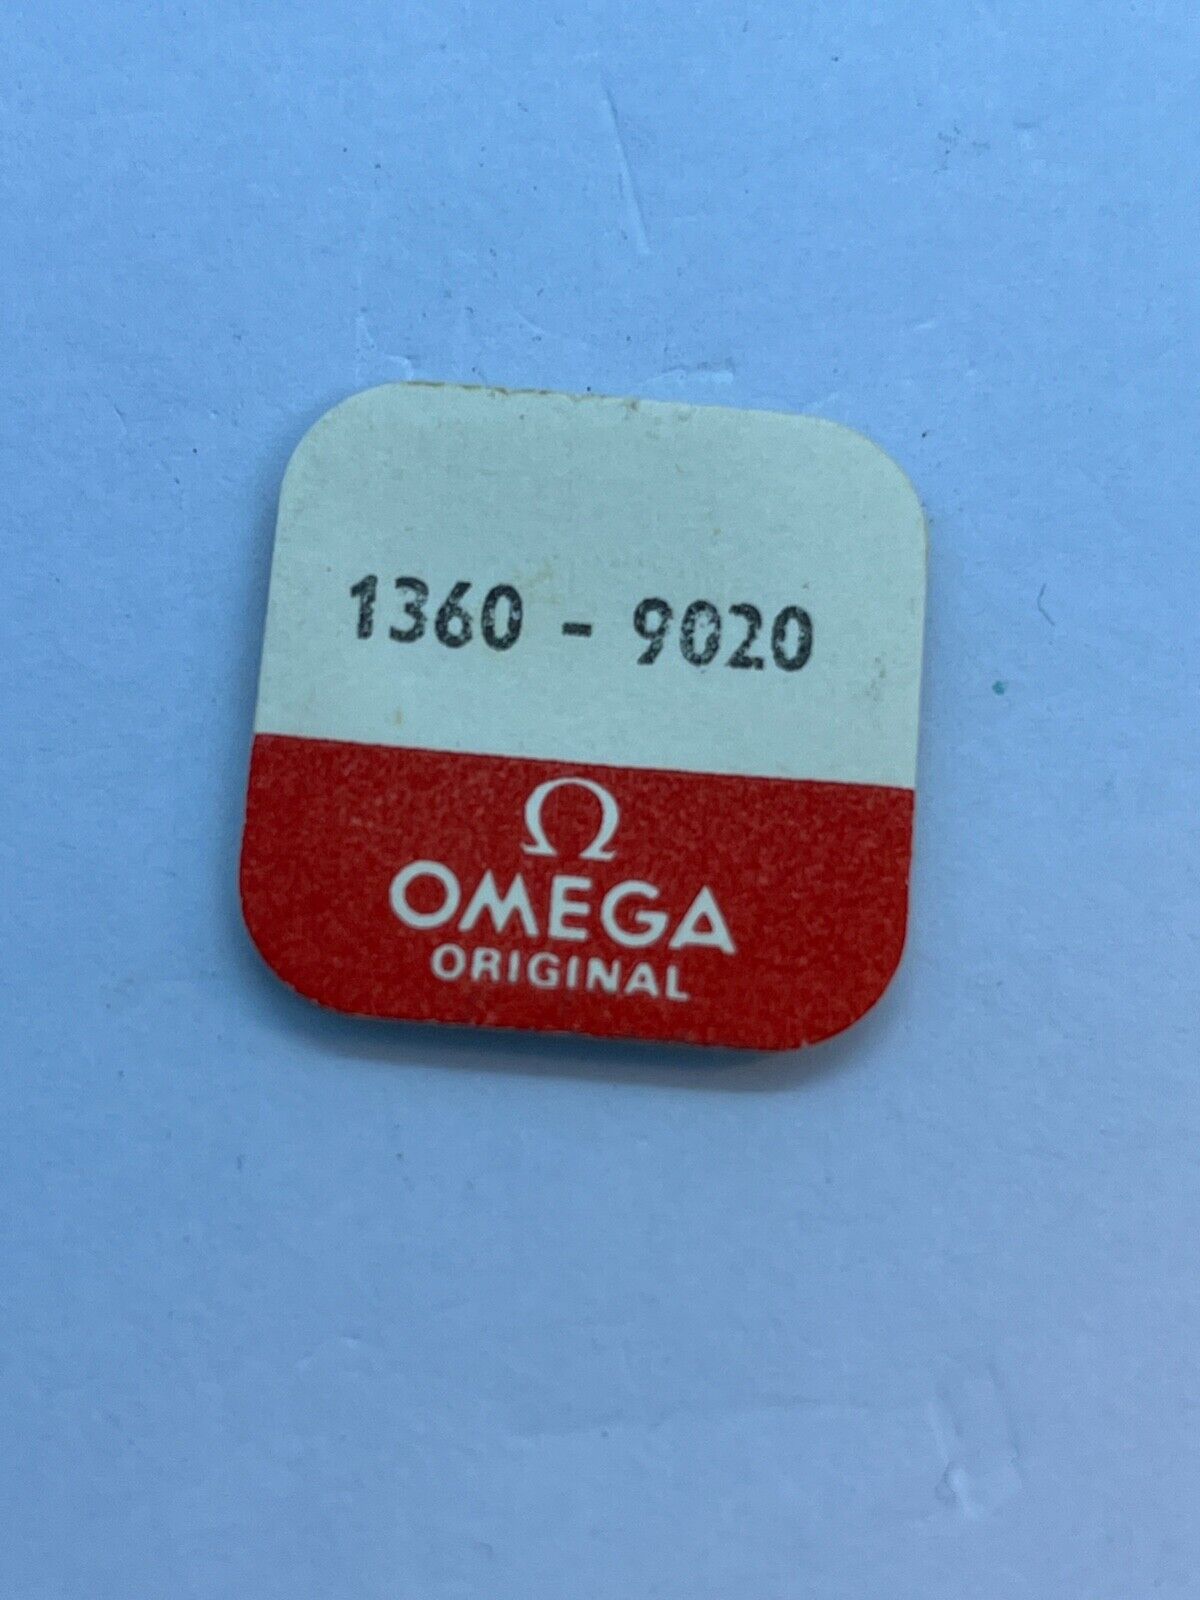 1360 - 9020
Ω
OMEGA
ORIGINAL